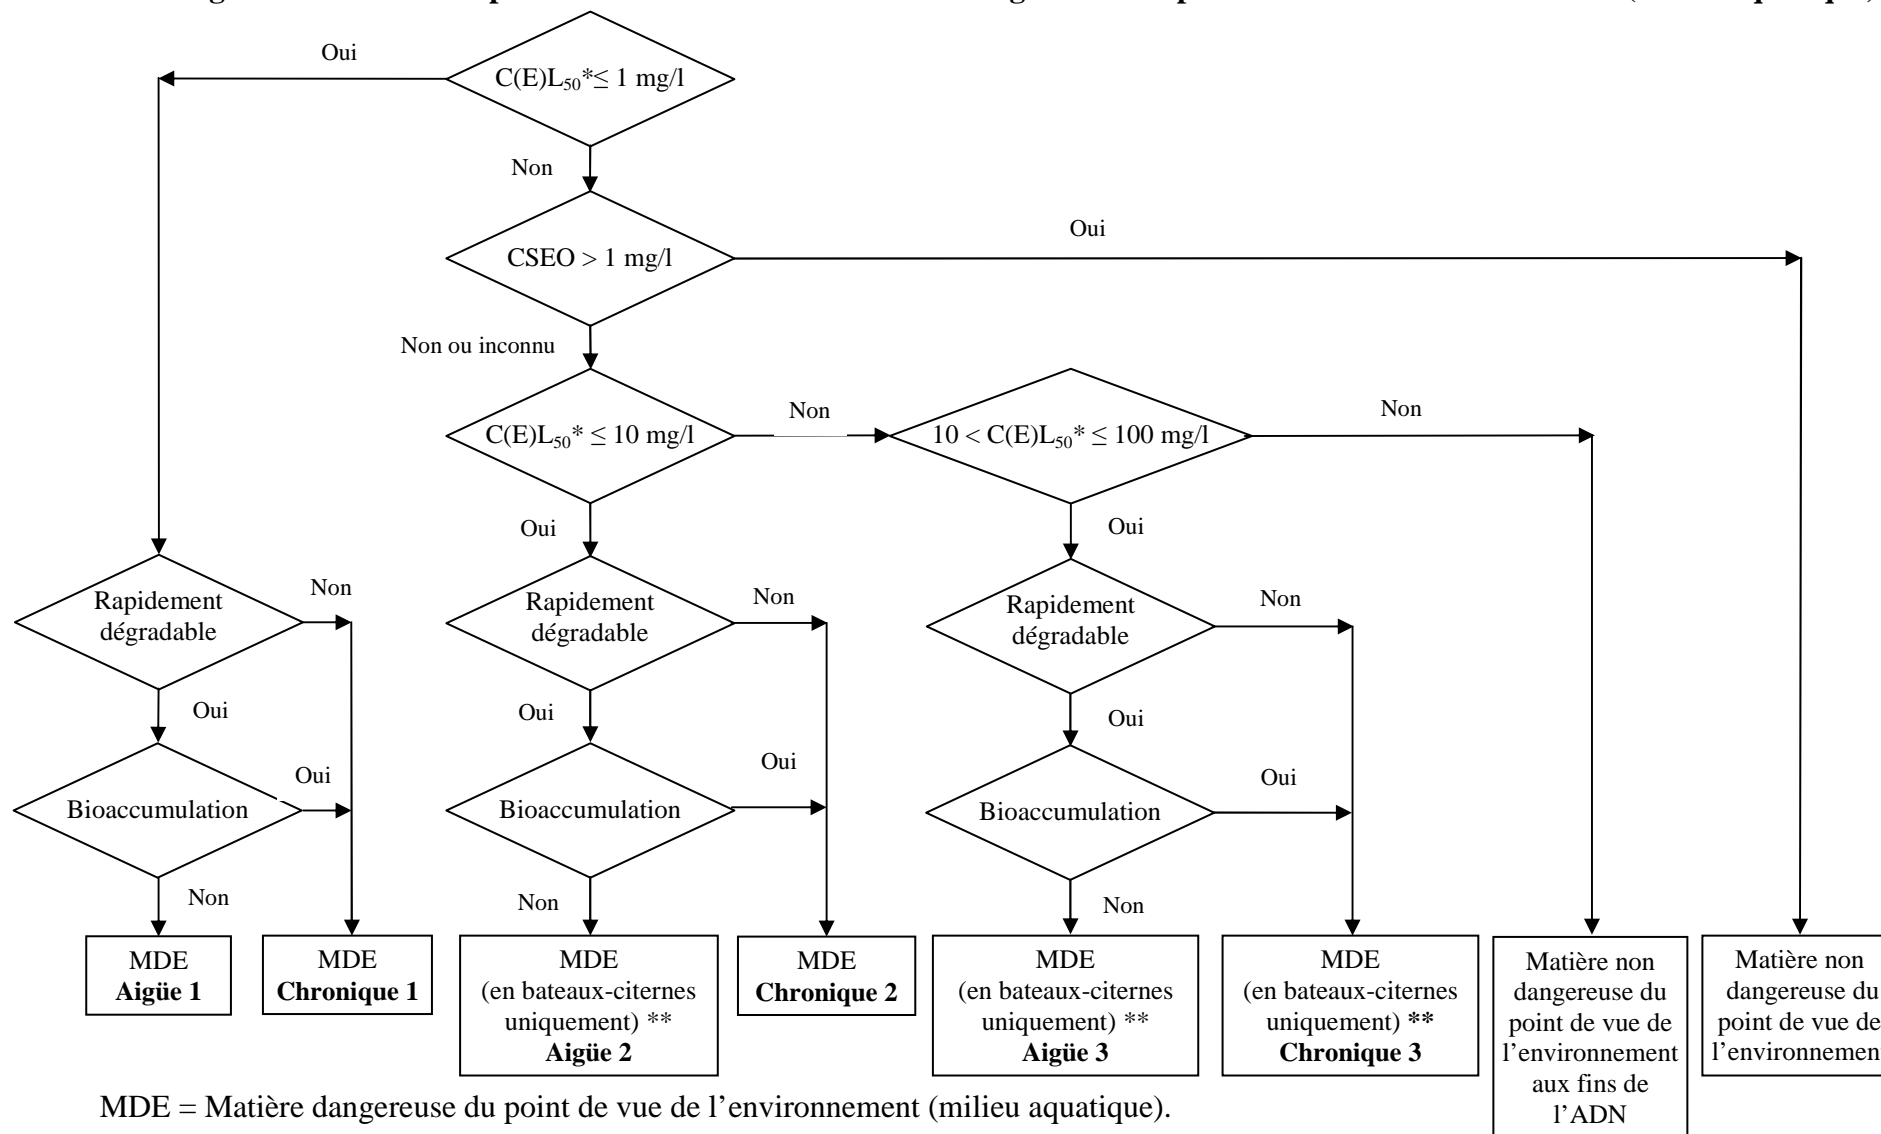 Oui
C(E)L50*≤ 1 mg/l
Non
Oui
CSEO > 1 mg/l
Non ou inconnu
C(E)L50* ≤ 10 mg/l
Non
10 < C(E)L50* ≤ 100 mg/l
Non
Oui
Oui
Rapidement
dégradable
Non
Rapidement
dégradable
Non
Rapidement
dégradable
Non
Oui
Oui
Oui
Bioaccumulation
Oui
Bioaccumulation
Oui
Bioaccumulation
Oui
Non
Non
Non
MDE
Aigüe 1
MDE
Chronique 1
MDE
(en bateaux-citernes
uniquement) **
Aigüe 2
MDE
Chronique 2
MDE
(en bateaux-citernes
uniquement) **
Aigüe 3
MDE
(en bateaux-citernes
uniquement) **
Chronique 3
Matière non
dangereuse du
point de vue de
l’environnement
aux fins de
l’ADN
Matière non
dangereuse du
point de vue de
l’environnement
MDE = Matière dangereuse du point de vue de l’environnement (milieu aquatique).